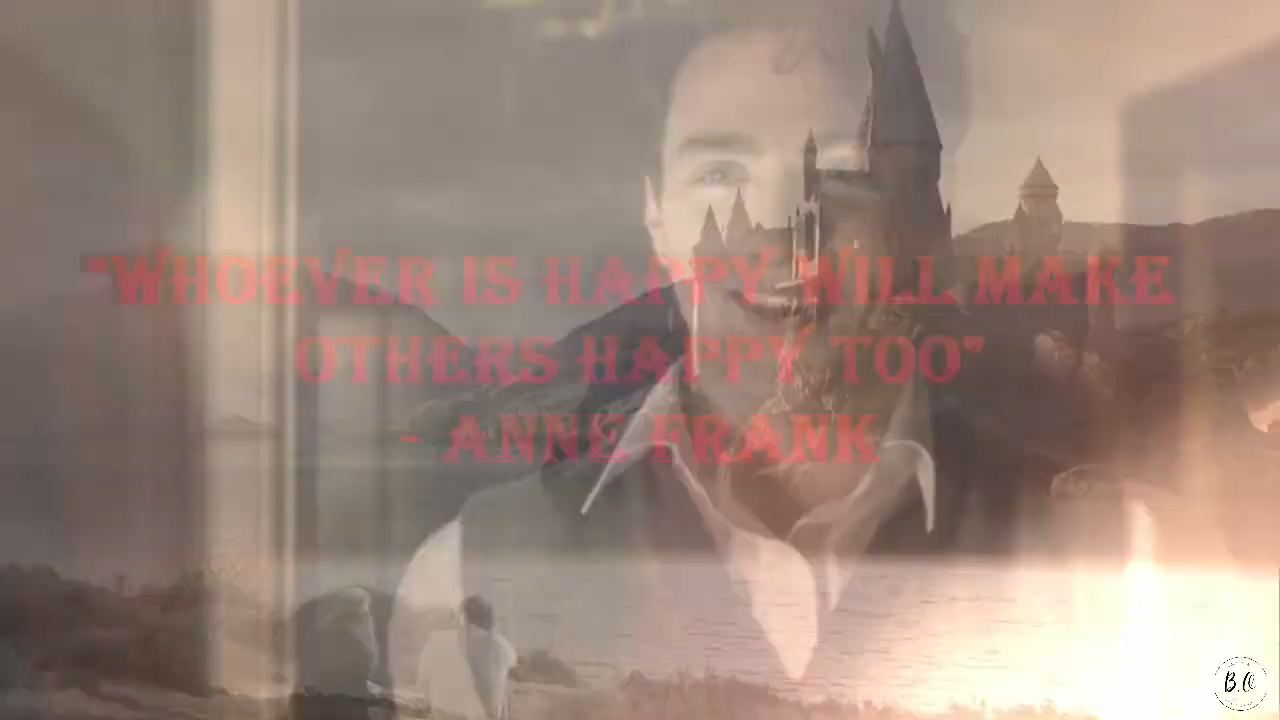 "WHOEVER IS HAPPY WILL MAKE
OTHERS HAPPY TOO"
- ANNE FRANK
B.O